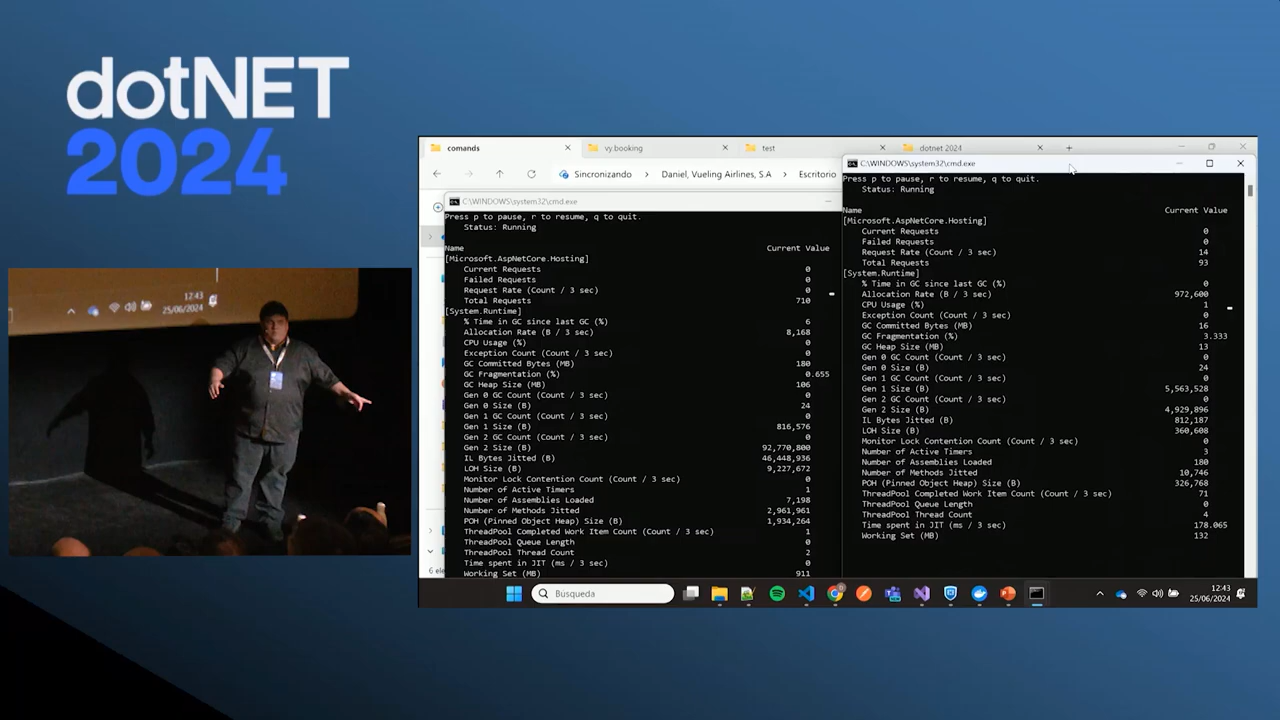 dotNET
2024
12:43
25/06/2024
comands
vy.booking
test
dotnet 2024
Sincronizando > Daniel, Vueling Airlines, S.A > Escritorio
C:\WINDOWS\system32\cmd.exe
Press p to pause, r to resume, q to quit.
Status: Running
Name Current Value
[Microsoft.AspNetCore.Hosting]
Current Requests 0
Failed Requests 0
Request Rate (Count / 3 sec) 0
Total Requests 710
[System.Runtime]
% Time in GC since last GC (%) 6
Allocation Rate (B / 3 sec) 8,168
CPU Usage (%) 0
Exception Count (Count / 3 sec) 0
GC Committed Bytes (MB) 180
GC Fragmentation (%) 0.655
GC Heap Size (MB) 106
Gen 0 GC Count (Count / 3 sec) 0
Gen 0 Size (B) 24
Gen 1 GC Count (Count / 3 sec) 0
Gen 1 Size (B) 816,576
Gen 2 GC Count (Count / 3 sec) 0
Gen 2 Size (B) 92,770,800
IL Bytes Jitted (B) 46,448,936
LOH Size (B) 9,227,672
Monitor Lock Contention Count (Count / 3 sec) 0
Number of Active Timers 1
Number of Assemblies Loaded 7,198
Number of Methods Jitted 2,961,961
POH (Pinned Object Heap) Size (B) 1,934,264
ThreadPool Completed Work Item Count (Count / 3 sec) 1
ThreadPool Queue Length 0
ThreadPool Thread Count 2
Time spent in JIT (ms / 3 sec) 0
Working Set (MB) 911
C:\WINDOWS\system32\cmd.exe
Press p to pause, r to resume, q to quit.
Status: Running
Name Current Value
[Microsoft.AspNetCore.Hosting]
Current Requests 0
Failed Requests 0
Request Rate (Count / 3 sec) 14
Total Requests 93
[System.Runtime]
% Time in GC since last GC (%) 0
Allocation Rate (B / 3 sec) 972,600
CPU Usage (%) 1
Exception Count (Count / 3 sec) 0
GC Committed Bytes (MB) 16
GC Fragmentation (%) 3.333
GC Heap Size (MB) 13
Gen 0 GC Count (Count / 3 sec) 0
Gen 0 Size (B) 24
Gen 1 GC Count (Count / 3 sec) 0
Gen 1 Size (B) 5,563,528
Gen 2 GC Count (Count / 3 sec) 0
Gen 2 Size (B) 4,929,896
IL Bytes Jitted (B) 812,187
LOH Size (B) 360,608
Monitor Lock Contention Count (Count / 3 sec) 0
Number of Active Timers 3
Number of Assemblies Loaded 180
Number of Methods Jitted 10,746
POH (Pinned Object Heap) Size (B) 326,768
ThreadPool Completed Work Item Count (Count / 3 sec) 71
ThreadPool Queue Length 0
ThreadPool Thread Count 4
Time spent in JIT (ms / 3 sec) 178.065
Working Set (MB) 132
6 ele
Búsqueda
12:43
25/06/2024